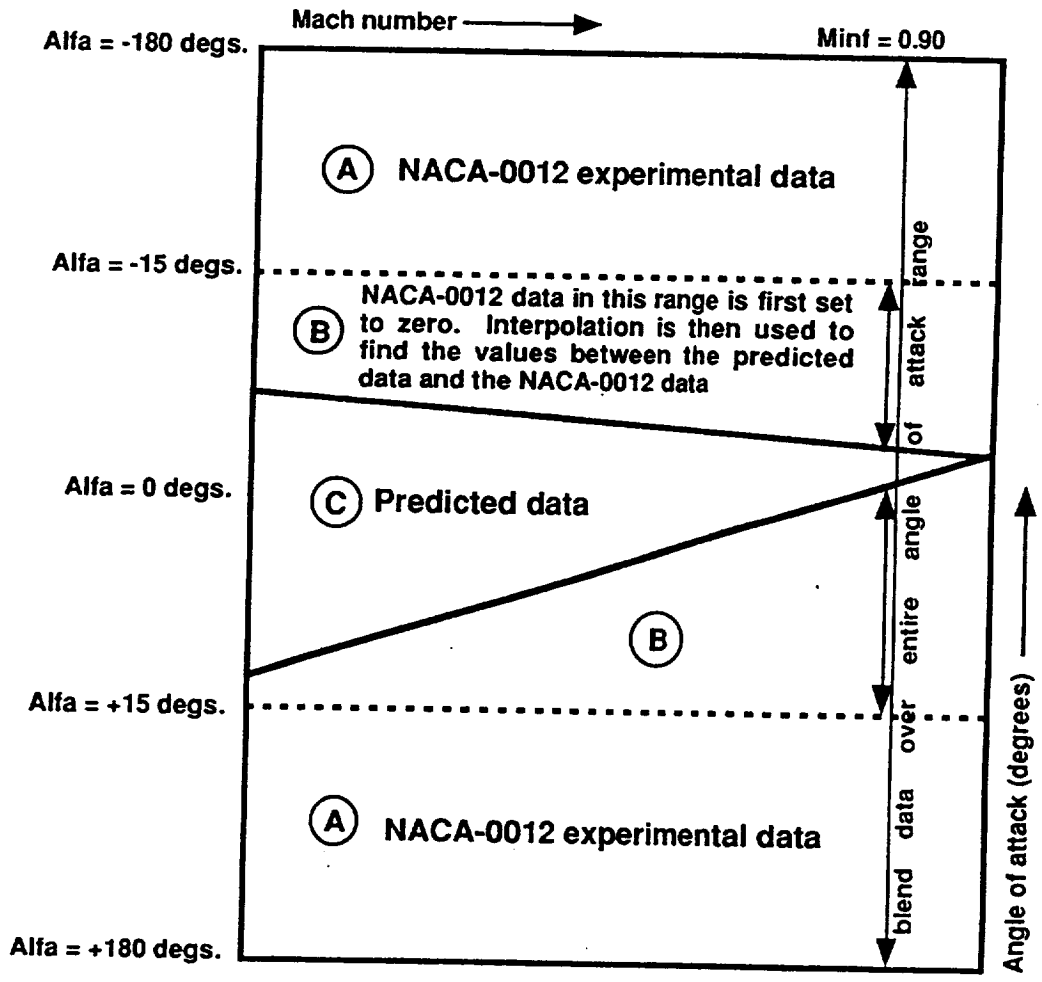 Mach number
Alfa = -180 degs.
Minf = 0.90
A NACA-0012 experimental data
Alfa = -15 degs.
B
NACA-0012 data in this range is first set
to zero. Interpolation is then used to
find the values between the predicted
data and the NACA-0012 data
Alfa = 0 degs.
C Predicted data
B
Alfa = +15 degs.
A NACA-0012 experimental data
Alfa = +180 degs.
blend data over entire angle of attack range
Angle of attack (degrees)